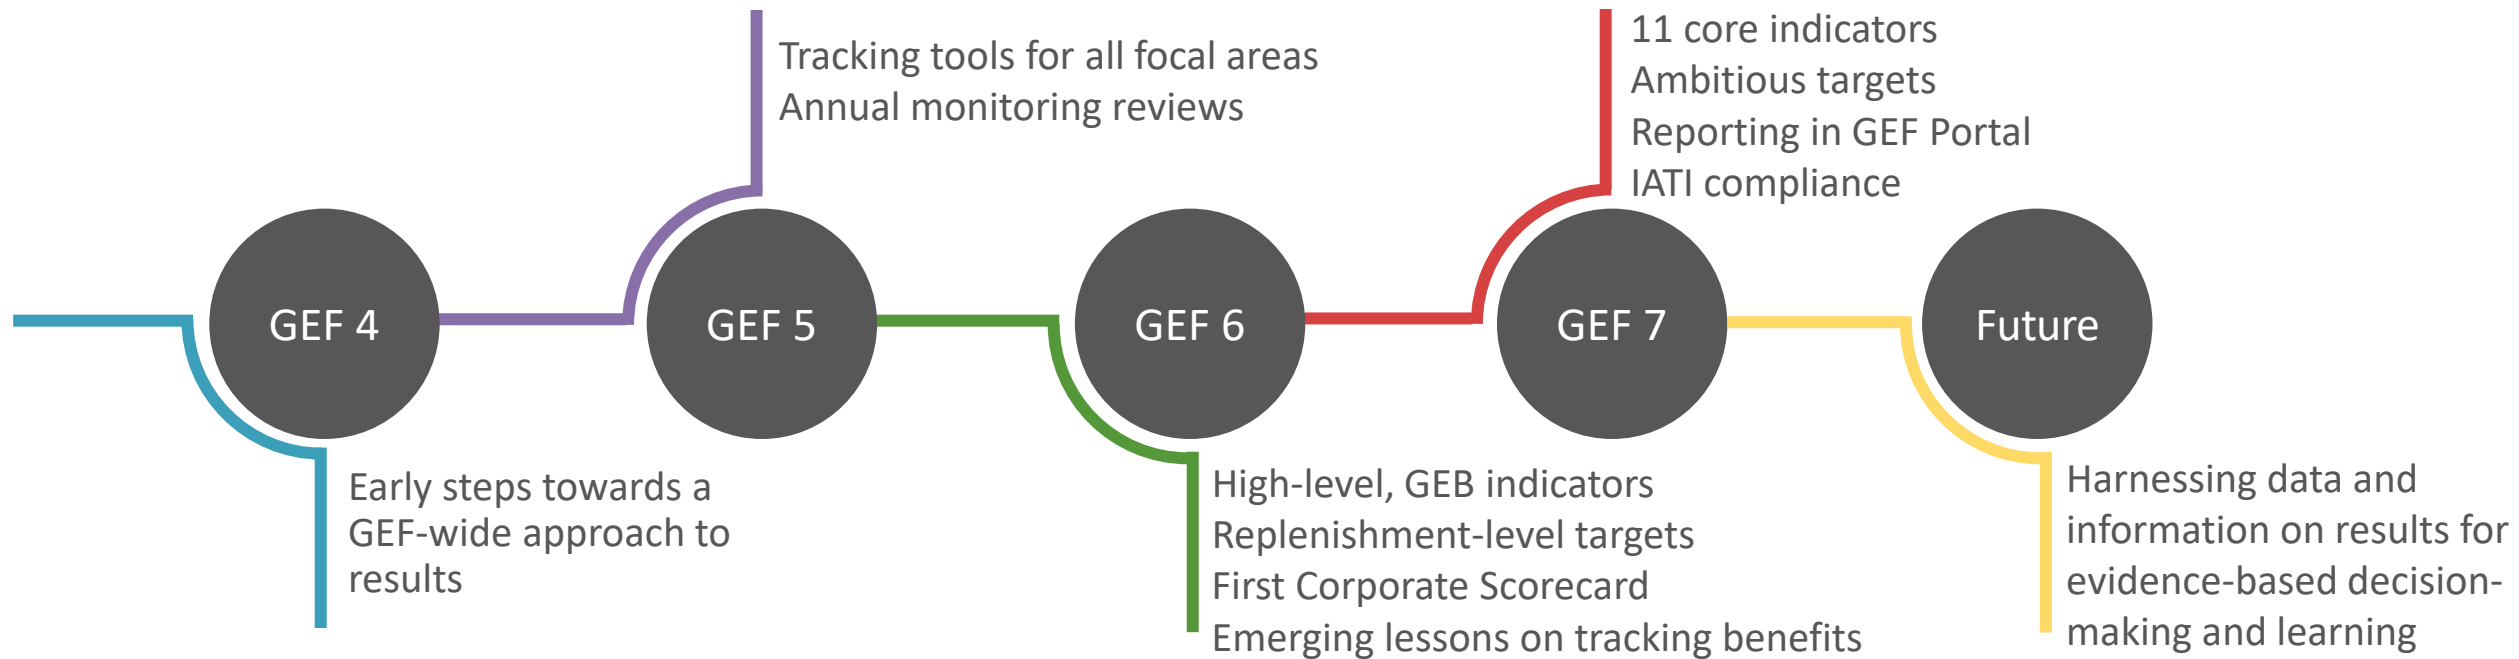 Tracking tools for all focal areas
Annual monitoring reviews
11 core indicators
Ambitious targets
Reporting in GEF Portal
IATI compliance
GEF 4
GEF 5
GEF 6
GEF 7
Future
Early steps towards a
GEF-wide approach to
results
High-level, GEB indicators
Replenishment-level targets
First Corporate Scorecard
Emerging lessons on tracking benefits
Harnessing data and
information on results for
evidence-based decision-
making and learning